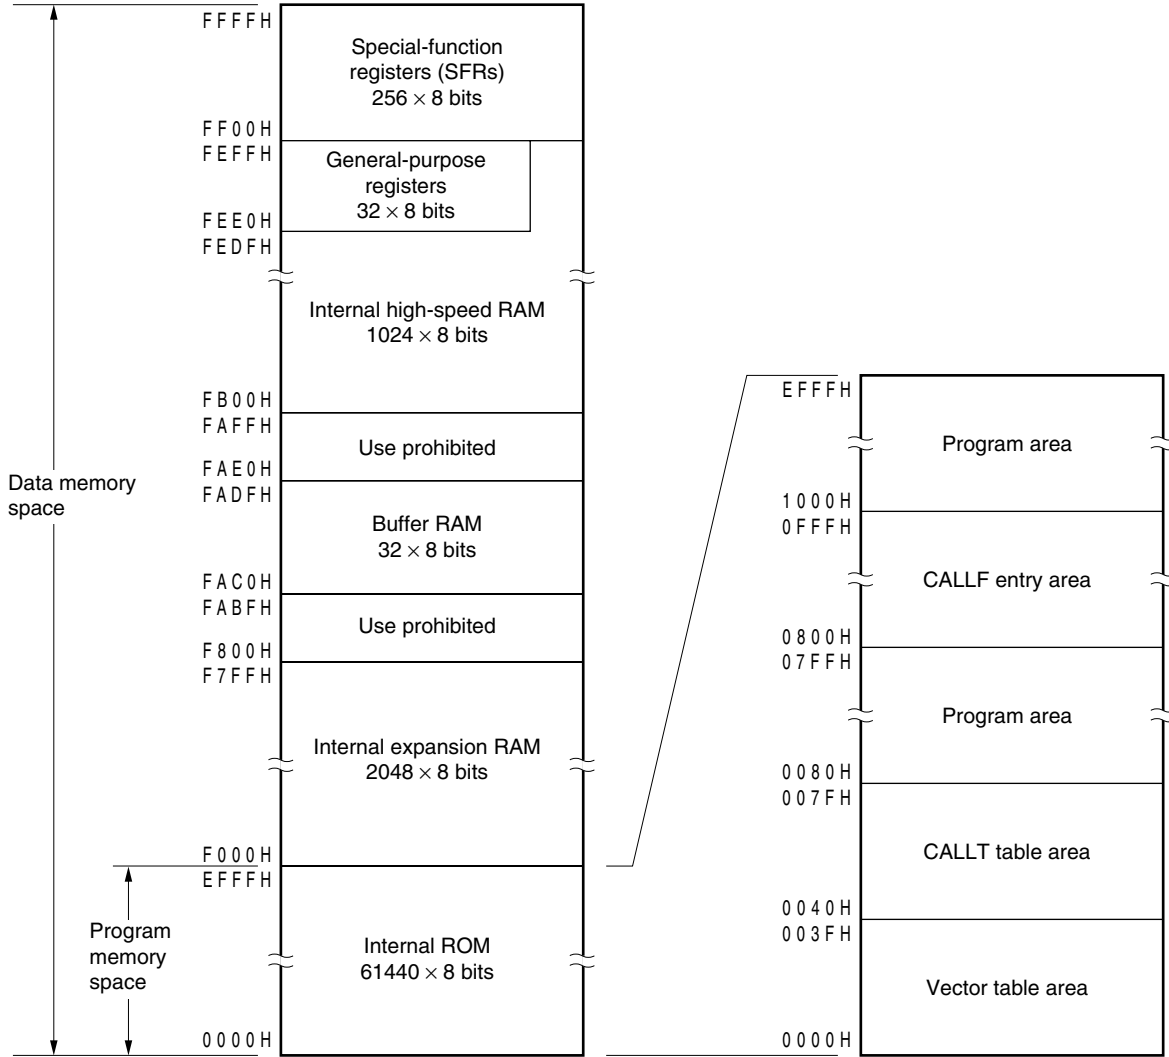 FFFFH
Special-function
registers (SFRs)
256 × 8 bits
FF00H
FEFFH
General-purpose
registers
32 × 8 bits
FEE0H
FEDFH
Internal high-speed RAM
1024 × 8 bits
FB00H
FAFFH
Use prohibited
FAE0H
FADFH
Data memory
space
Buffer RAM
32 × 8 bits
FAC0H
FABFH
Use prohibited
F800H
F7FFH
Internal expansion RAM
2048 × 8 bits
F000H
EFFFH
Program
memory
space
Internal ROM
61440 × 8 bits
0000H
EFFFH
Program area
1000H
0FFFH
CALLF entry area
0800H
07FFH
Program area
0080H
007FH
CALLT table area
0040H
003FH
Vector table area
0000H